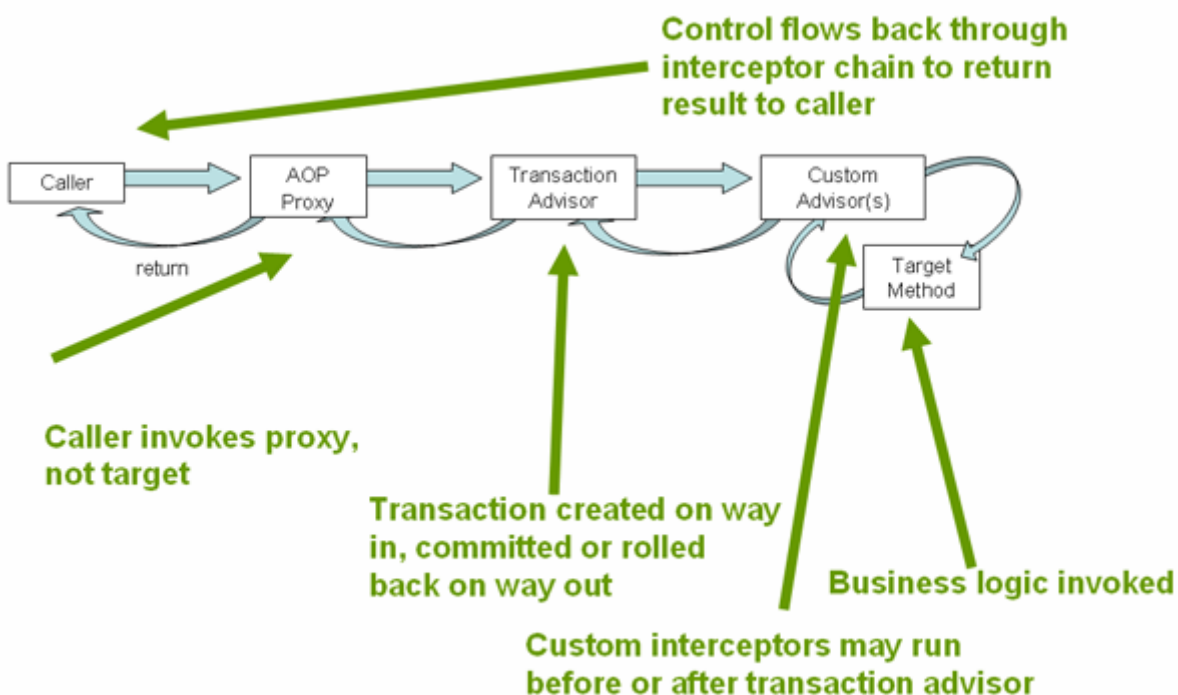 Control flows back through
interceptor chain to return
result to caller
Caller
AOP
Proxy
Transaction
Advisor
Custom
Advisor(s)
return
Target
Method
Caller invokes proxy,
not target
Transaction created on way
in, committed or rolled
back on way out
Business logic invoked
Custom interceptors may run
before or after transaction advisor